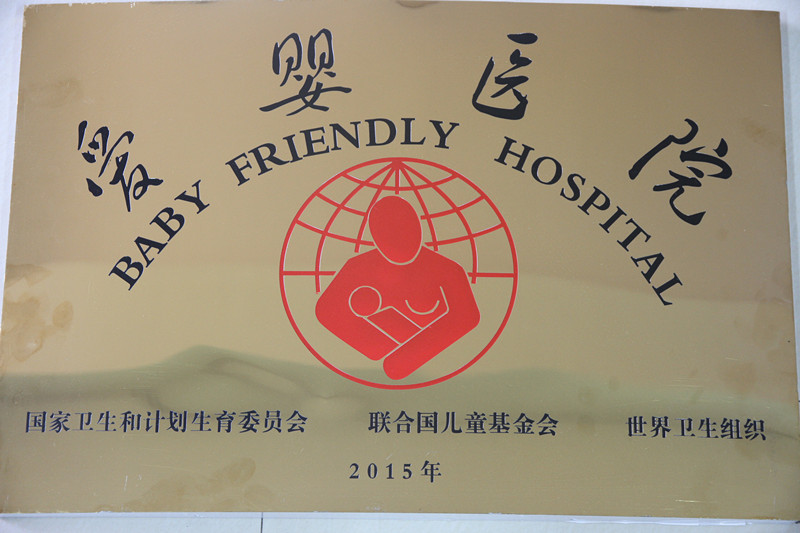 爱婴医院
BABY FRIENDLY HOSPITAL
国家卫生和计划生育委员会 联合国儿童基金会 世界卫生组织
2015年